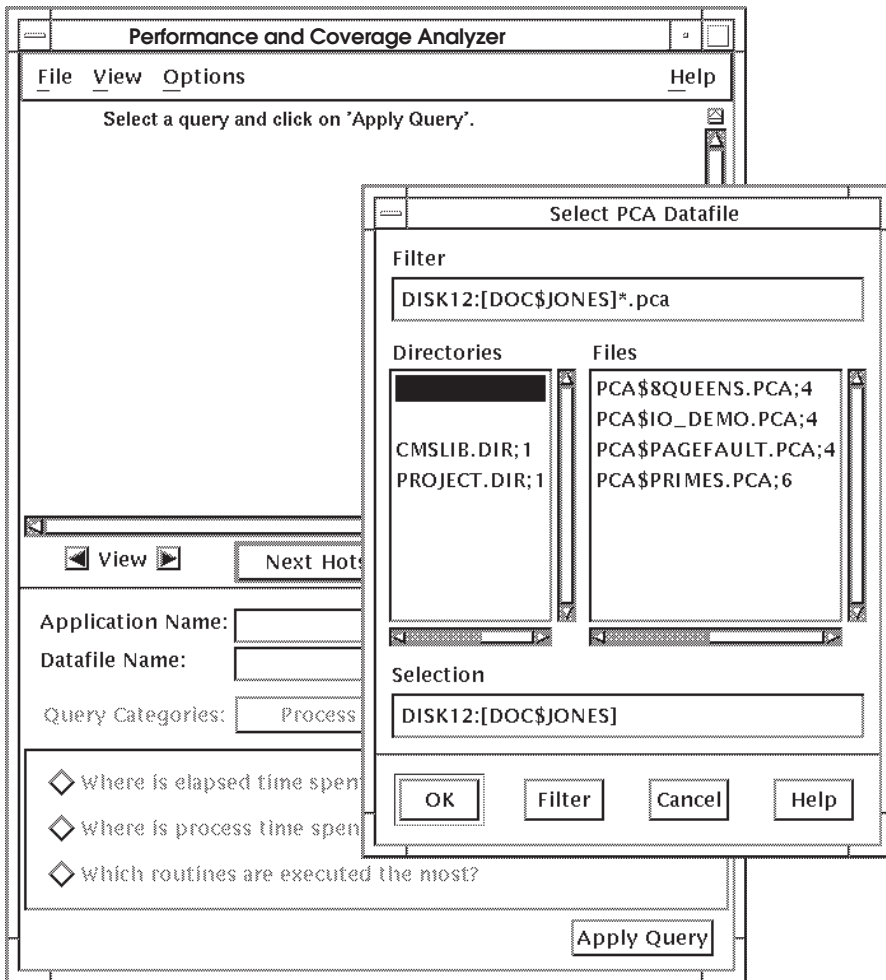 Performance and Coverage Analyzer
File View Options Help
Select a query and click on 'Apply Query'.
Select PCA Datafile
Filter
DISK12:[DOC$JONES]*.pca
Directories Files
PCA$8QUEENS.PCA;4
PCA$IO_DEMO.PCA;4
CMSLIB.DIR;1 PCA$PAGEFAULT.PCA;4
PROJECT.DIR;1 PCA$PRIMES.PCA;6
Selection
DISK12:[DOC$JONES]
OK Filter Cancel Help
View Next Hots
Application Name:
Datafile Name:
Query Categories: Process
Where is elapsed time spen
Where is process time spen
Which routines are executed the most?
Apply Query